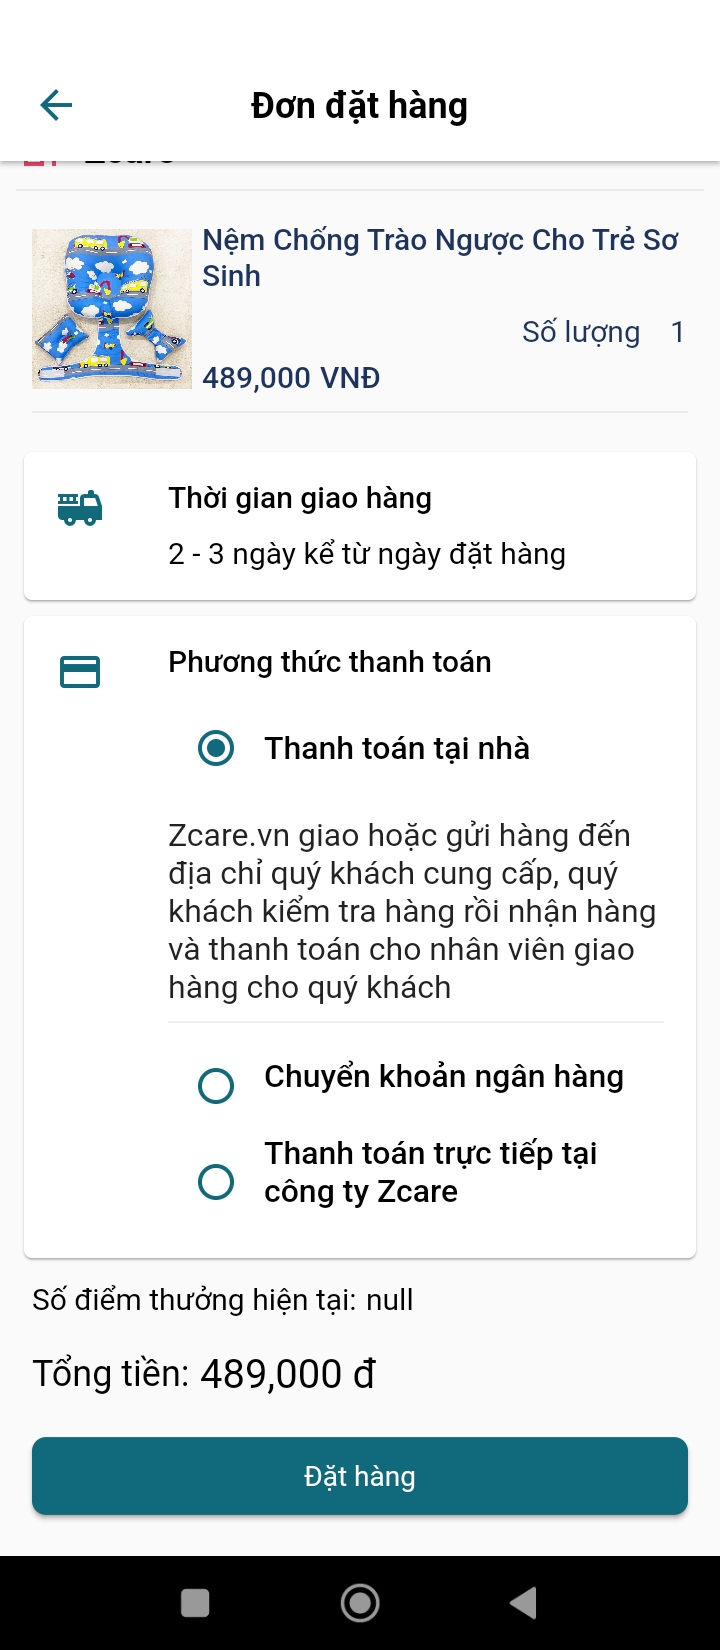 Đơn đặt hàng
Nệm Chống Trào Ngược Cho Trẻ Sơ
Sinh
Số lượng 1
489,000 VNĐ
Thời gian giao hàng
2 - 3 ngày kể từ ngày đặt hàng
Phương thức thanh toán
Thanh toán tại nhà
Zcare.vn giao hoặc gửi hàng đến
địa chỉ quý khách cung cấp, quý
khách kiểm tra hàng rồi nhận hàng
và thanh toán cho nhân viên giao
hàng cho quý khách
Chuyển khoản ngân hàng
Thanh toán trực tiếp tại
công ty Zcare
Số điểm thưởng hiện tại: null
Tổng tiền: 489,000 đ
Đặt hàng